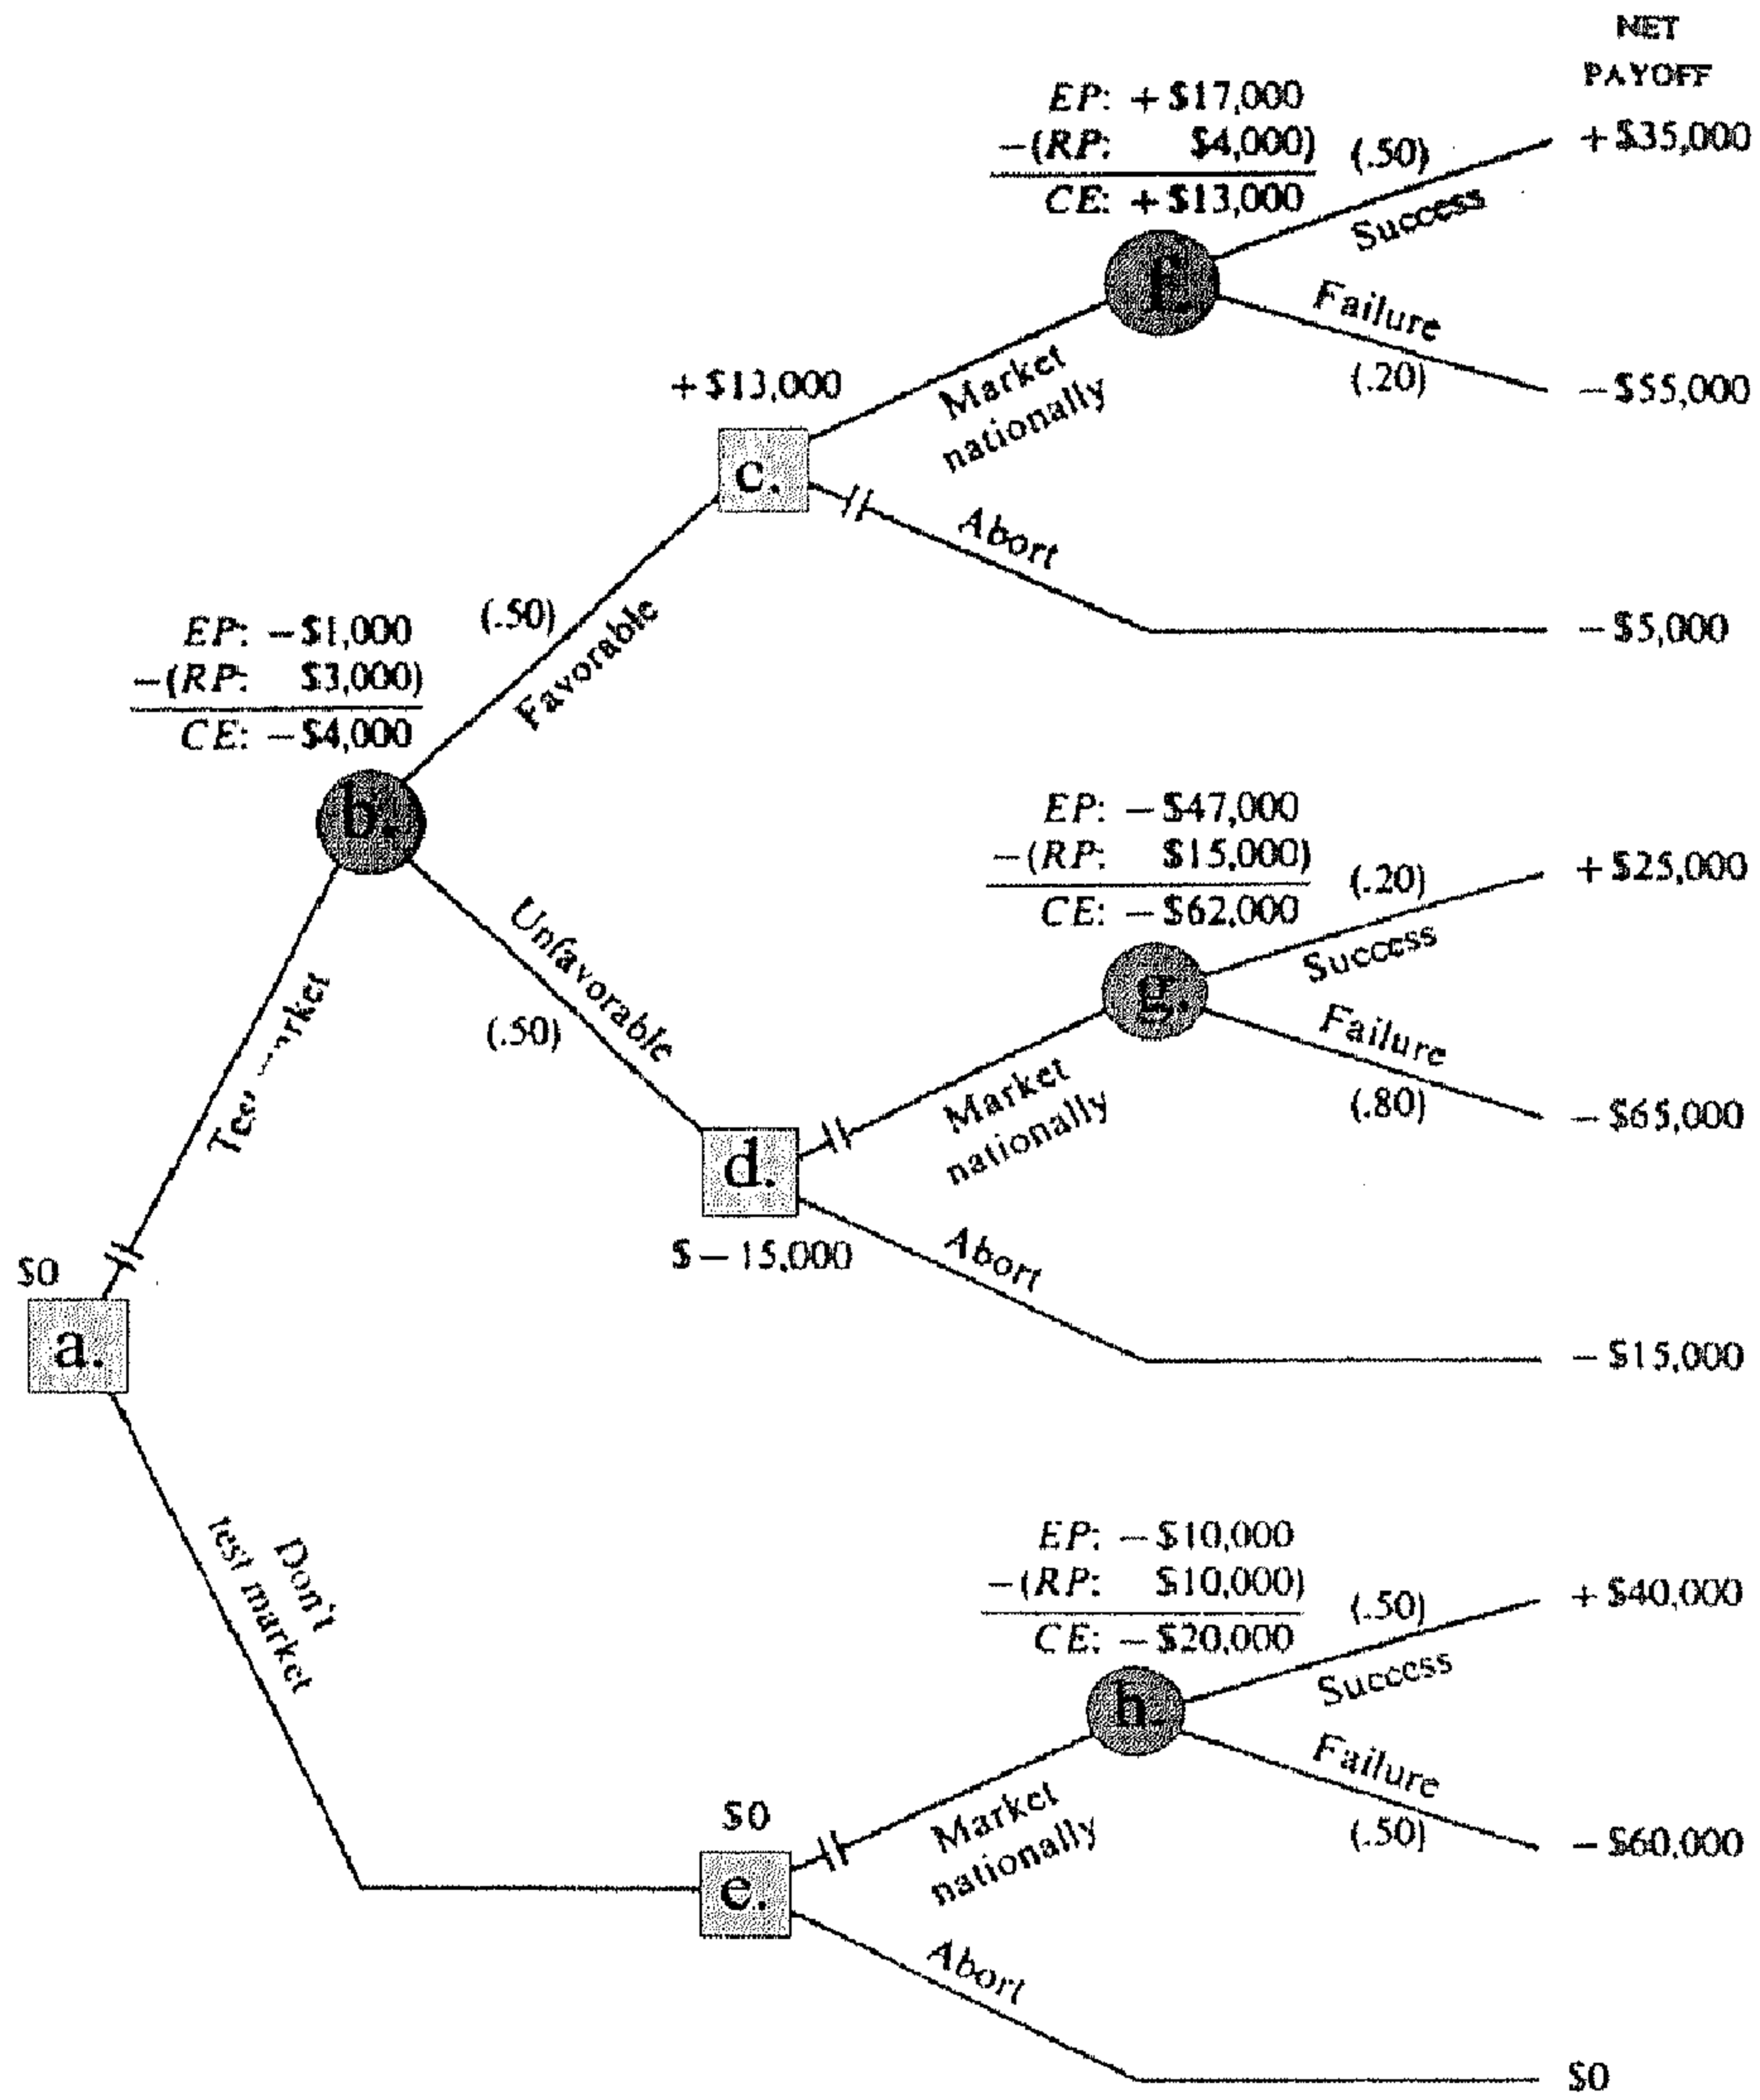 NET
PAYOFF
EP: +$17,000
−(RP: $4,000)
CE: +$13,000
(.50)
Success
+$35,000
f.
Failure
(.20)
−$55,000
+$13,000
Market
nationally
c.
Abort
−$5,000
EP: −$1,000
−(RP: $3,000)
CE: −$4,000
(.50)
Favorable
b.
EP: −$47,000
−(RP: $15,000)
CE: −$62,000
(.20)
Success
+$25,000
Unfavorable
(.50)
g.
Failure
(.80)
−$65,000
Market
nationally
d.
$−15,000
Abort
−$15,000
$0
a.
Don't
test market
EP: −$10,000
−(RP: $10,000)
CE: −$20,000
(.50)
Success
+$40,000
h.
Failure
(.50)
−$60,000
$0
Market
nationally
e.
Abort
$0